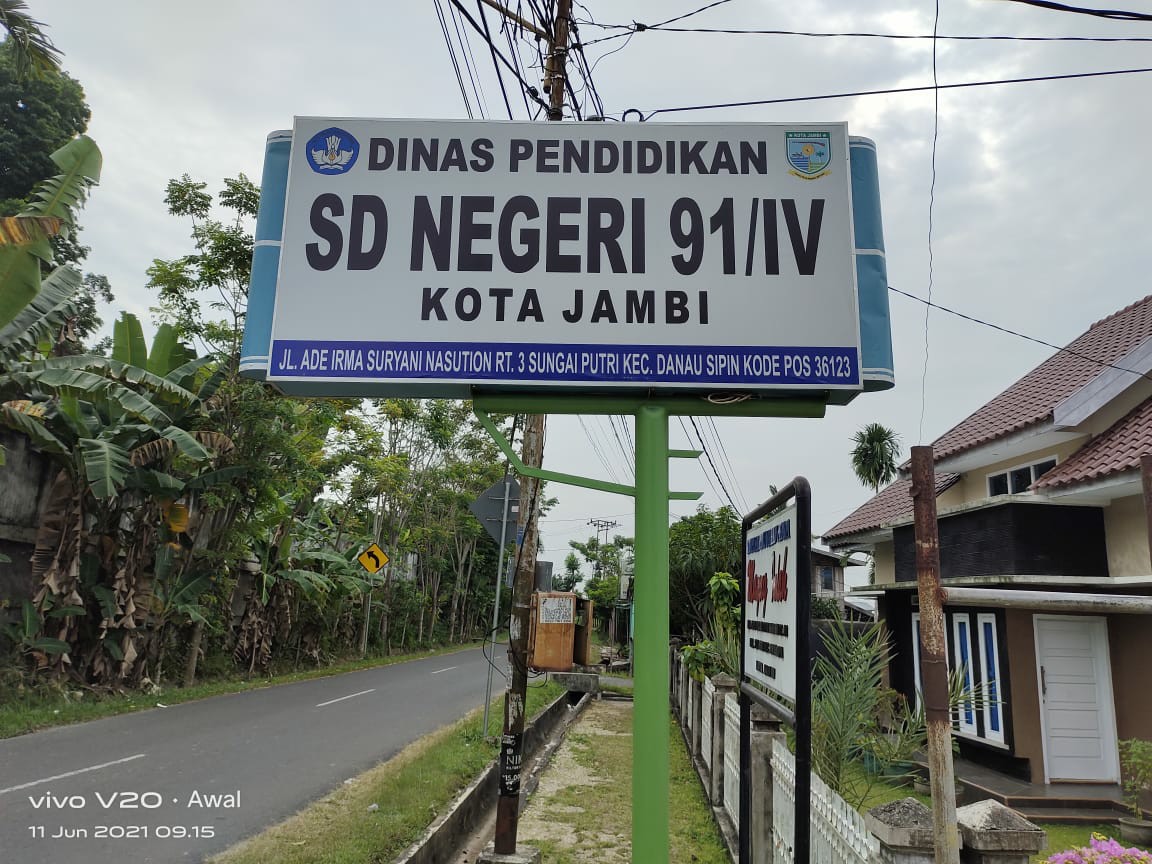 DINAS PENDIDIKAN
KOTA JAMBI
SD NEGERI 91/IV
KOTA JAMBI
JL. ADE IRMA SURYANI NASUTION RT. 3 SUNGAI PUTRI KEC. DANAU SIPIN KODE POS 36123
vivo V20 · Awal
11 Jun 2021 09.15